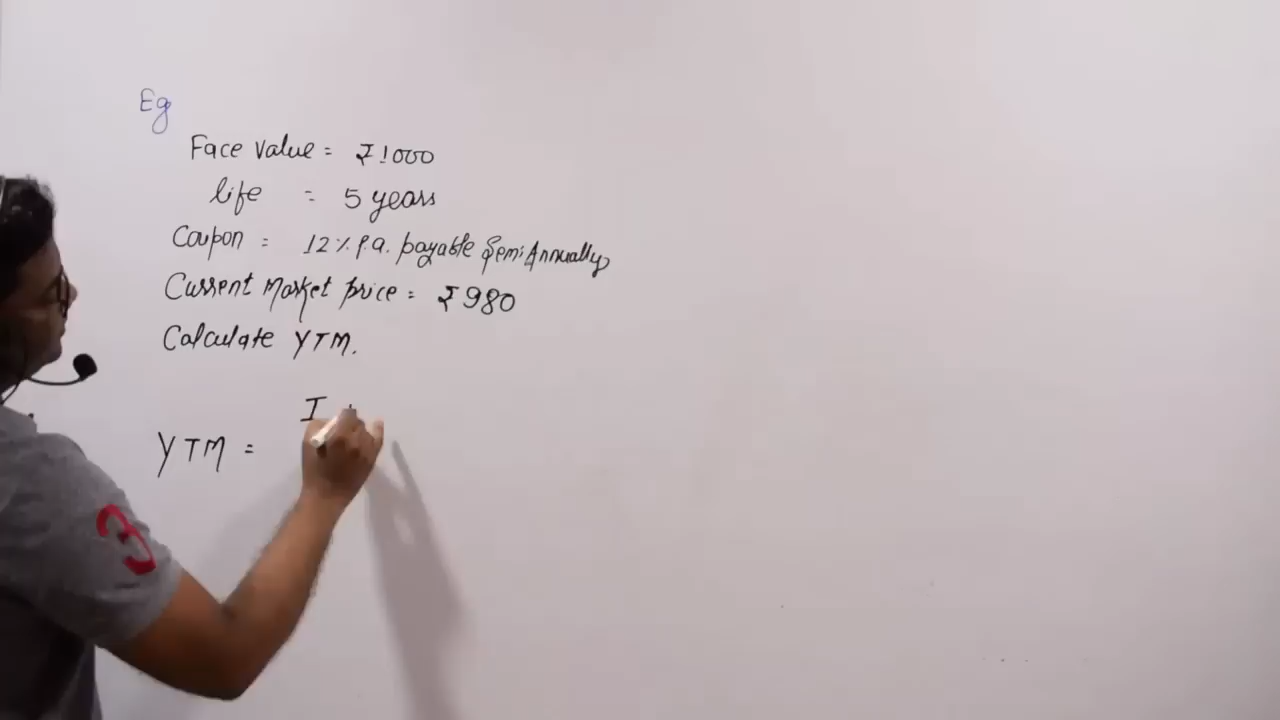 Eg
Face value = ₹1000
life = 5 years
Coupon = 12% p.a. payable Semi Annually
Current Market price = ₹980
Calculate YTM.
I +
YTM =
3